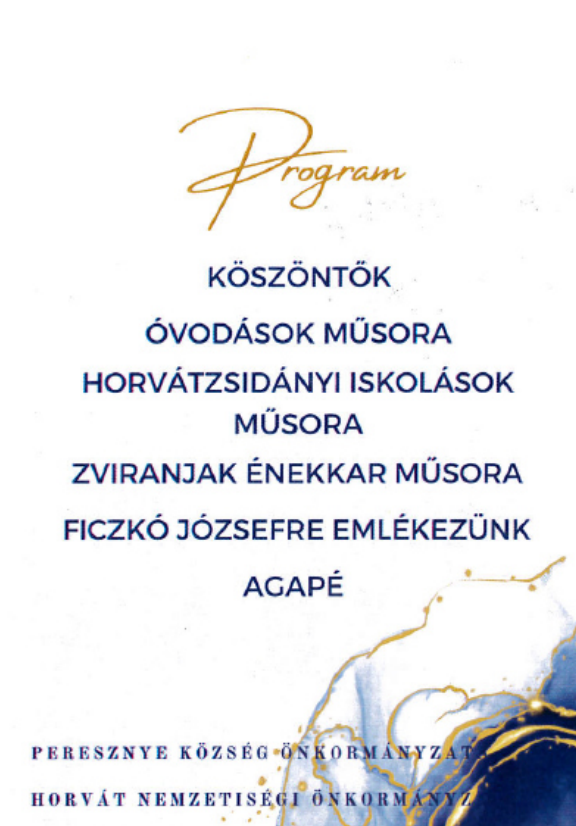 Program
KÖSZÖNTŐK
ÓVODÁSOK MŰSORA
HORVÁTZSIDÁNYI ISKOLÁSOK
MŰSORA
ZVIRANJAK ÉNEKKAR MŰSORA
FICZKÓ JÓZSEFRE EMLÉKEZÜNK
AGAPÉ
PERESZNYE KÖZSÉG ÖNKORMÁNYZAT
HORVÁT NEMZETISÉGI ÖNKORMÁNYZ